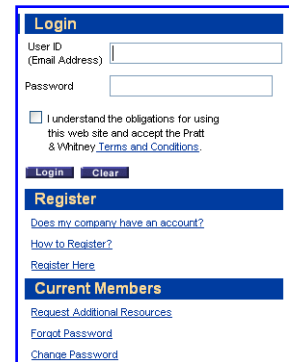 Login
User ID
(Email Address)
Password
I understand the obligations for using
this web site and accept the Pratt
& Whitney Terms and Conditions.
Login Clear
Register
Does my company have an account?
How to Register?
Register Here
Current Members
Request Additional Resources
Forgot Password
Change Password